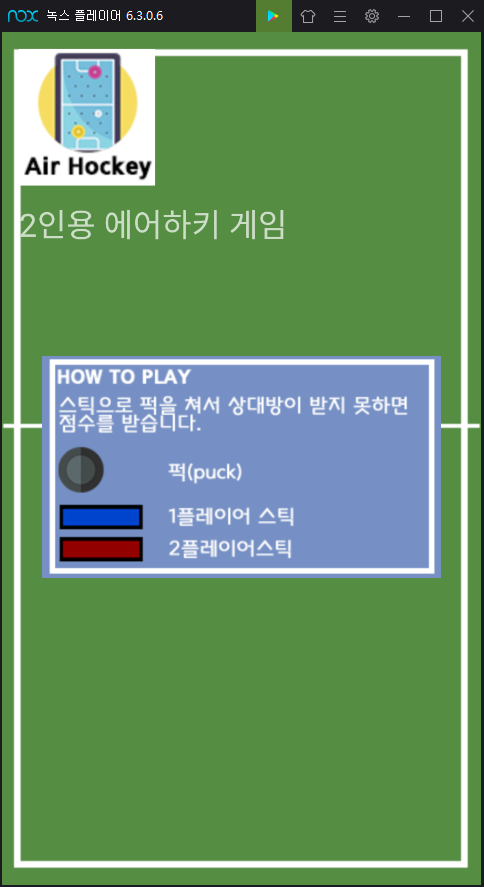 nox 녹스 플레이어 6.3.0.6
Air Hockey
2인용 에어하키 게임
HOW TO PLAY
스틱으로 퍽을 쳐서 상대방이 받지 못하면
점수를 받습니다.
퍽(puck)
1플레이어 스틱
2플레이어스틱